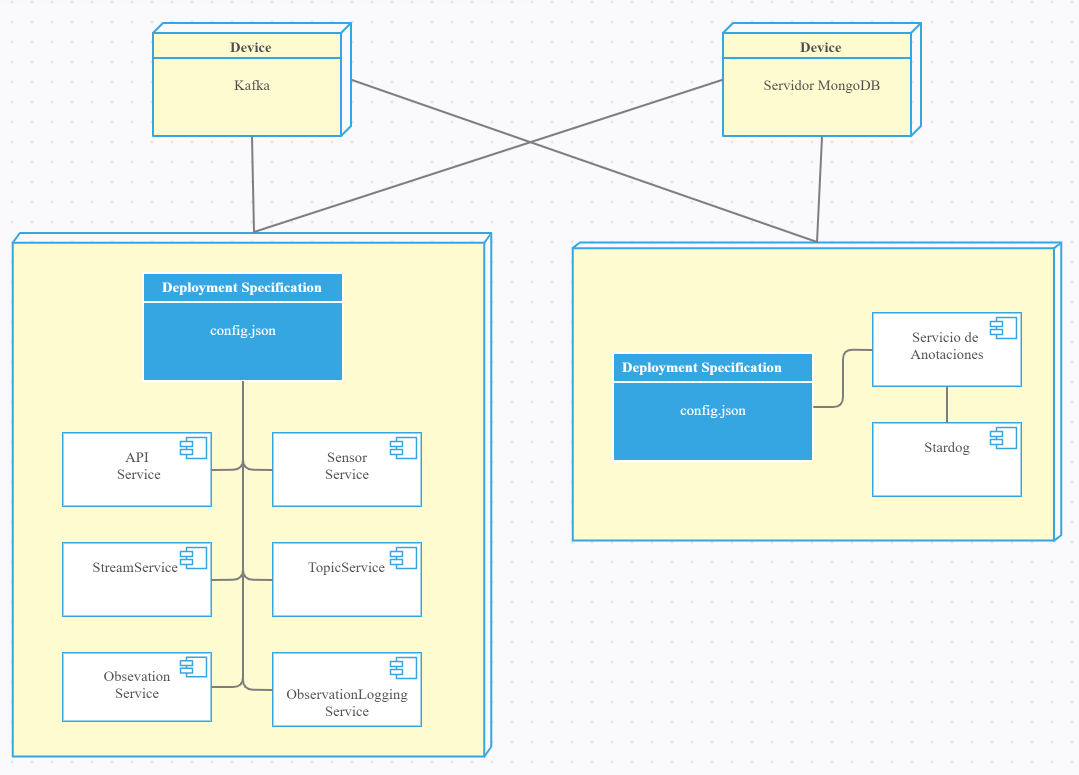 Device
Kafka
Device
Servidor MongoDB
Deployment Specification
config.json
API
Service
Sensor
Service
StreamService
TopicService
Obsevation
Service
ObservationLogging
Service
Deployment Specification
config.json
Servicio de
Anotaciones
Stardog